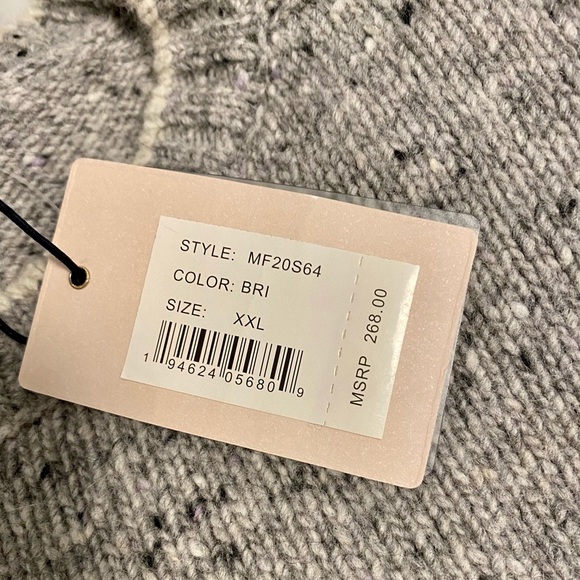 STYLE: MF20S64
COLOR: BRI
SIZE: XXL
1 94624 05680 9
MSRP 268.00